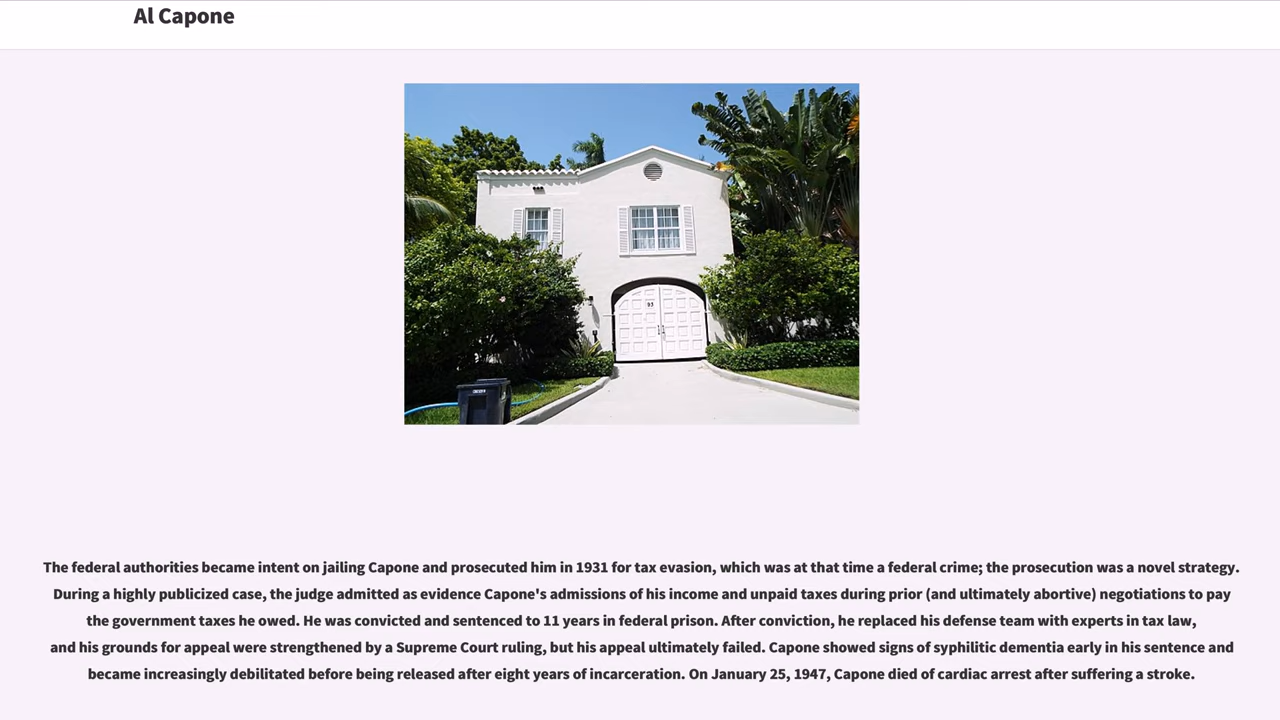 Al Capone
93
The federal authorities became intent on jailing Capone and prosecuted him in 1931 for tax evasion, which was at that time a federal crime; the prosecution was a novel strategy.
During a highly publicized case, the judge admitted as evidence Capone's admissions of his income and unpaid taxes during prior (and ultimately abortive) negotiations to pay
the government taxes he owed. He was convicted and sentenced to 11 years in federal prison. After conviction, he replaced his defense team with experts in tax law,
and his grounds for appeal were strengthened by a Supreme Court ruling, but his appeal ultimately failed. Capone showed signs of syphilitic dementia early in his sentence and
became increasingly debilitated before being released after eight years of incarceration. On January 25, 1947, Capone died of cardiac arrest after suffering a stroke.